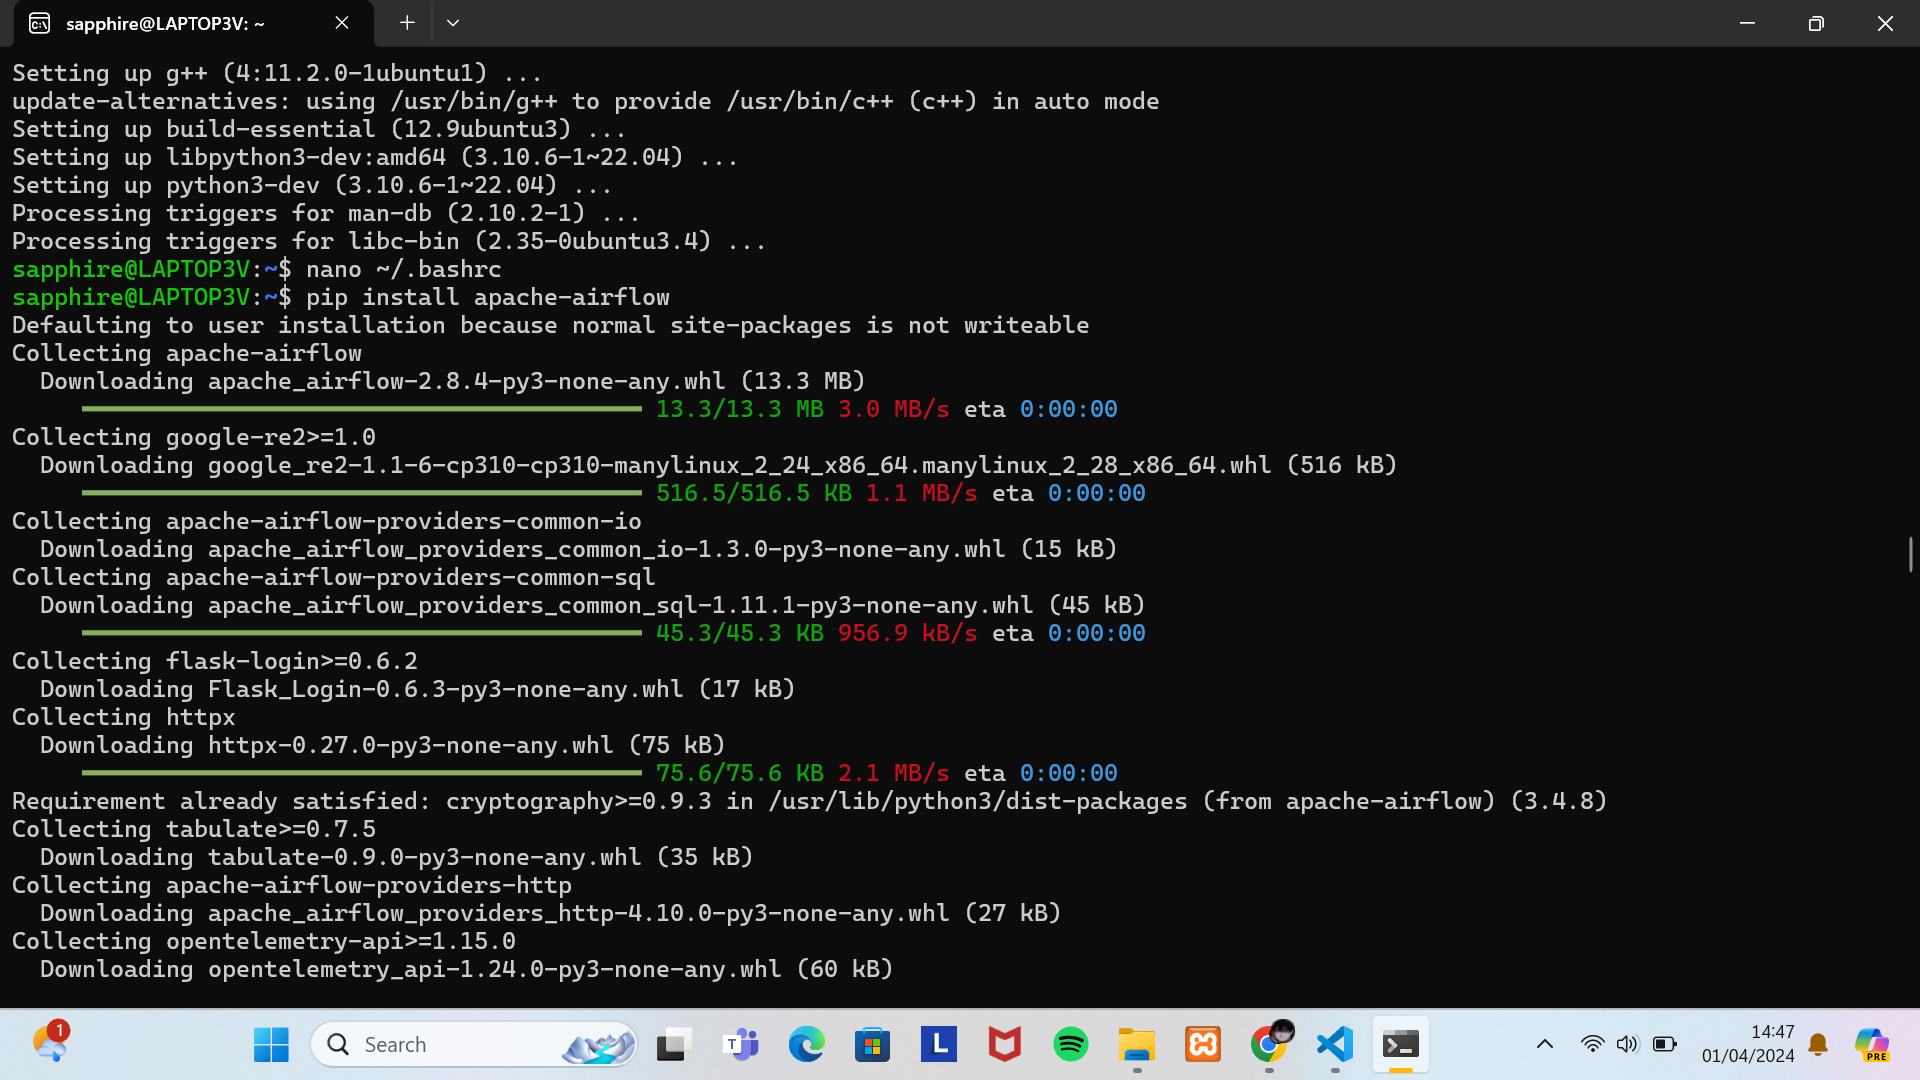 sapphire@LAPTOP3V: ~
Setting up g++ (4:11.2.0-1ubuntu1) ...
update-alternatives: using /usr/bin/g++ to provide /usr/bin/c++ (c++) in auto mode
Setting up build-essential (12.9ubuntu3) ...
Setting up libpython3-dev:amd64 (3.10.6-1~22.04) ...
Setting up python3-dev (3.10.6-1~22.04) ...
Processing triggers for man-db (2.10.2-1) ...
Processing triggers for libc-bin (2.35-0ubuntu3.4) ...
sapphire@LAPTOP3V:~$ nano ~/.bashrc
sapphire@LAPTOP3V:~$ pip install apache-airflow
Defaulting to user installation because normal site-packages is not writeable
Collecting apache-airflow
  Downloading apache_airflow-2.8.4-py3-none-any.whl (13.3 MB)
13.3/13.3 MB 3.0 MB/s eta 0:00:00
Collecting google-re2>=1.0
  Downloading google_re2-1.1-6-cp310-cp310-manylinux_2_24_x86_64.manylinux_2_28_x86_64.whl (516 kB)
516.5/516.5 KB 1.1 MB/s eta 0:00:00
Collecting apache-airflow-providers-common-io
  Downloading apache_airflow_providers_common_io-1.3.0-py3-none-any.whl (15 kB)
Collecting apache-airflow-providers-common-sql
  Downloading apache_airflow_providers_common_sql-1.11.1-py3-none-any.whl (45 kB)
45.3/45.3 KB 956.9 kB/s eta 0:00:00
Collecting flask-login>=0.6.2
  Downloading Flask_Login-0.6.3-py3-none-any.whl (17 kB)
Collecting httpx
  Downloading httpx-0.27.0-py3-none-any.whl (75 kB)
75.6/75.6 KB 2.1 MB/s eta 0:00:00
Requirement already satisfied: cryptography>=0.9.3 in /usr/lib/python3/dist-packages (from apache-airflow) (3.4.8)
Collecting tabulate>=0.7.5
  Downloading tabulate-0.9.0-py3-none-any.whl (35 kB)
Collecting apache-airflow-providers-http
  Downloading apache_airflow_providers_http-4.10.0-py3-none-any.whl (27 kB)
Collecting opentelemetry-api>=1.15.0
  Downloading opentelemetry_api-1.24.0-py3-none-any.whl (60 kB)
1
Search
T
L
14:47
01/04/2024
PRE